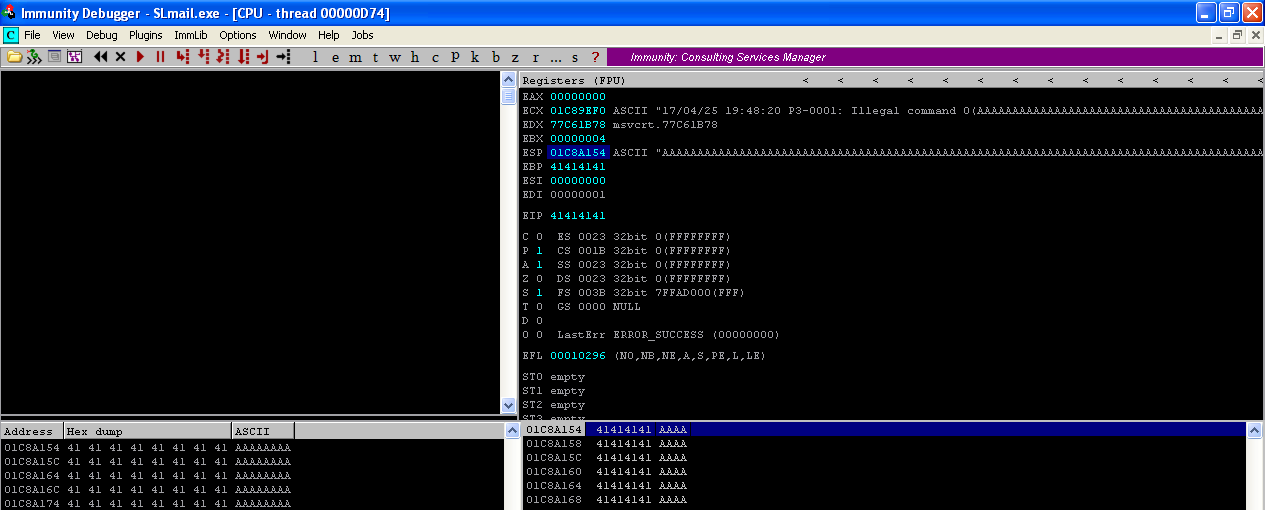 Immunity Debugger - SLmail.exe - [CPU - thread 00000D74]
C File View Debug Plugins ImmLib Options Window Help Jobs
l e m t w h c p k b z r ... s ? Immunity: Consulting Services Manager
Registers (FPU) < < < < < < < < < < < < < <
EAX 00000000
ECX 01C89EF0 ASCII "17/04/25 19:48:20 P3-0001: Illegal command 0(AAAAAAAAAAAAAAAAAAAAAAAAAAAAAAAAAAAAAAAAA
EDX 77C61B78 msvcrt.77C61B78
EBX 00000004
ESP 01C8A154 ASCII "AAAAAAAAAAAAAAAAAAAAAAAAAAAAAAAAAAAAAAAAAAAAAAAAAAAAAAAAAAAAAAAAAAAAAAAAAAAAAAAAAAAAAA
EBP 41414141
ESI 00000000
EDI 00000001
EIP 41414141
C 0 ES 0023 32bit 0(FFFFFFFF)
P 1 CS 001B 32bit 0(FFFFFFFF)
A 1 SS 0023 32bit 0(FFFFFFFF)
Z 0 DS 0023 32bit 0(FFFFFFFF)
S 1 FS 003B 32bit 7FFAD000(FFF)
T 0 GS 0000 NULL
D 0
O 0 LastErr ERROR_SUCCESS (00000000)
EFL 00010296 (NO,NB,NE,A,S,PE,L,LE)
ST0 empty
ST1 empty
ST2 empty
ST3 empty
Address Hex dump ASCII
01C8A154 41 41 41 41 41 41 41 41 AAAAAAAA
01C8A15C 41 41 41 41 41 41 41 41 AAAAAAAA
01C8A164 41 41 41 41 41 41 41 41 AAAAAAAA
01C8A16C 41 41 41 41 41 41 41 41 AAAAAAAA
01C8A174 41 41 41 41 41 41 41 41 AAAAAAAA
01C8A154 41414141 AAAA
01C8A158 41414141 AAAA
01C8A15C 41414141 AAAA
01C8A160 41414141 AAAA
01C8A164 41414141 AAAA
01C8A168 41414141 AAAA